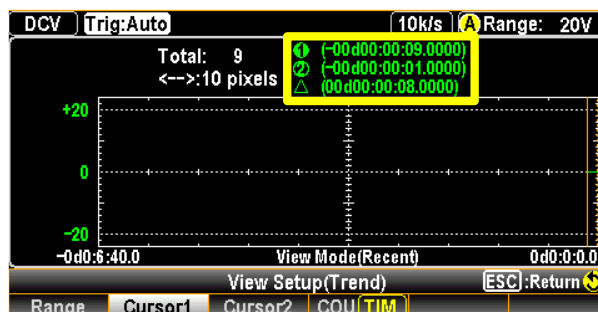 DCV Trig:Auto 10k/s A Range: 20V
Total: 9
<-->:10 pixels
1 (-00d00:00:09.0000)
2 (-00d00:00:01.0000)
△ (00d00:00:08.0000)
+20
0
-20
-0d0:6:40.0 View Mode(Recent) 0d0:0:0.0
View Setup(Trend) ESC:Return
Range Cursor1 Cursor2 COU TIM